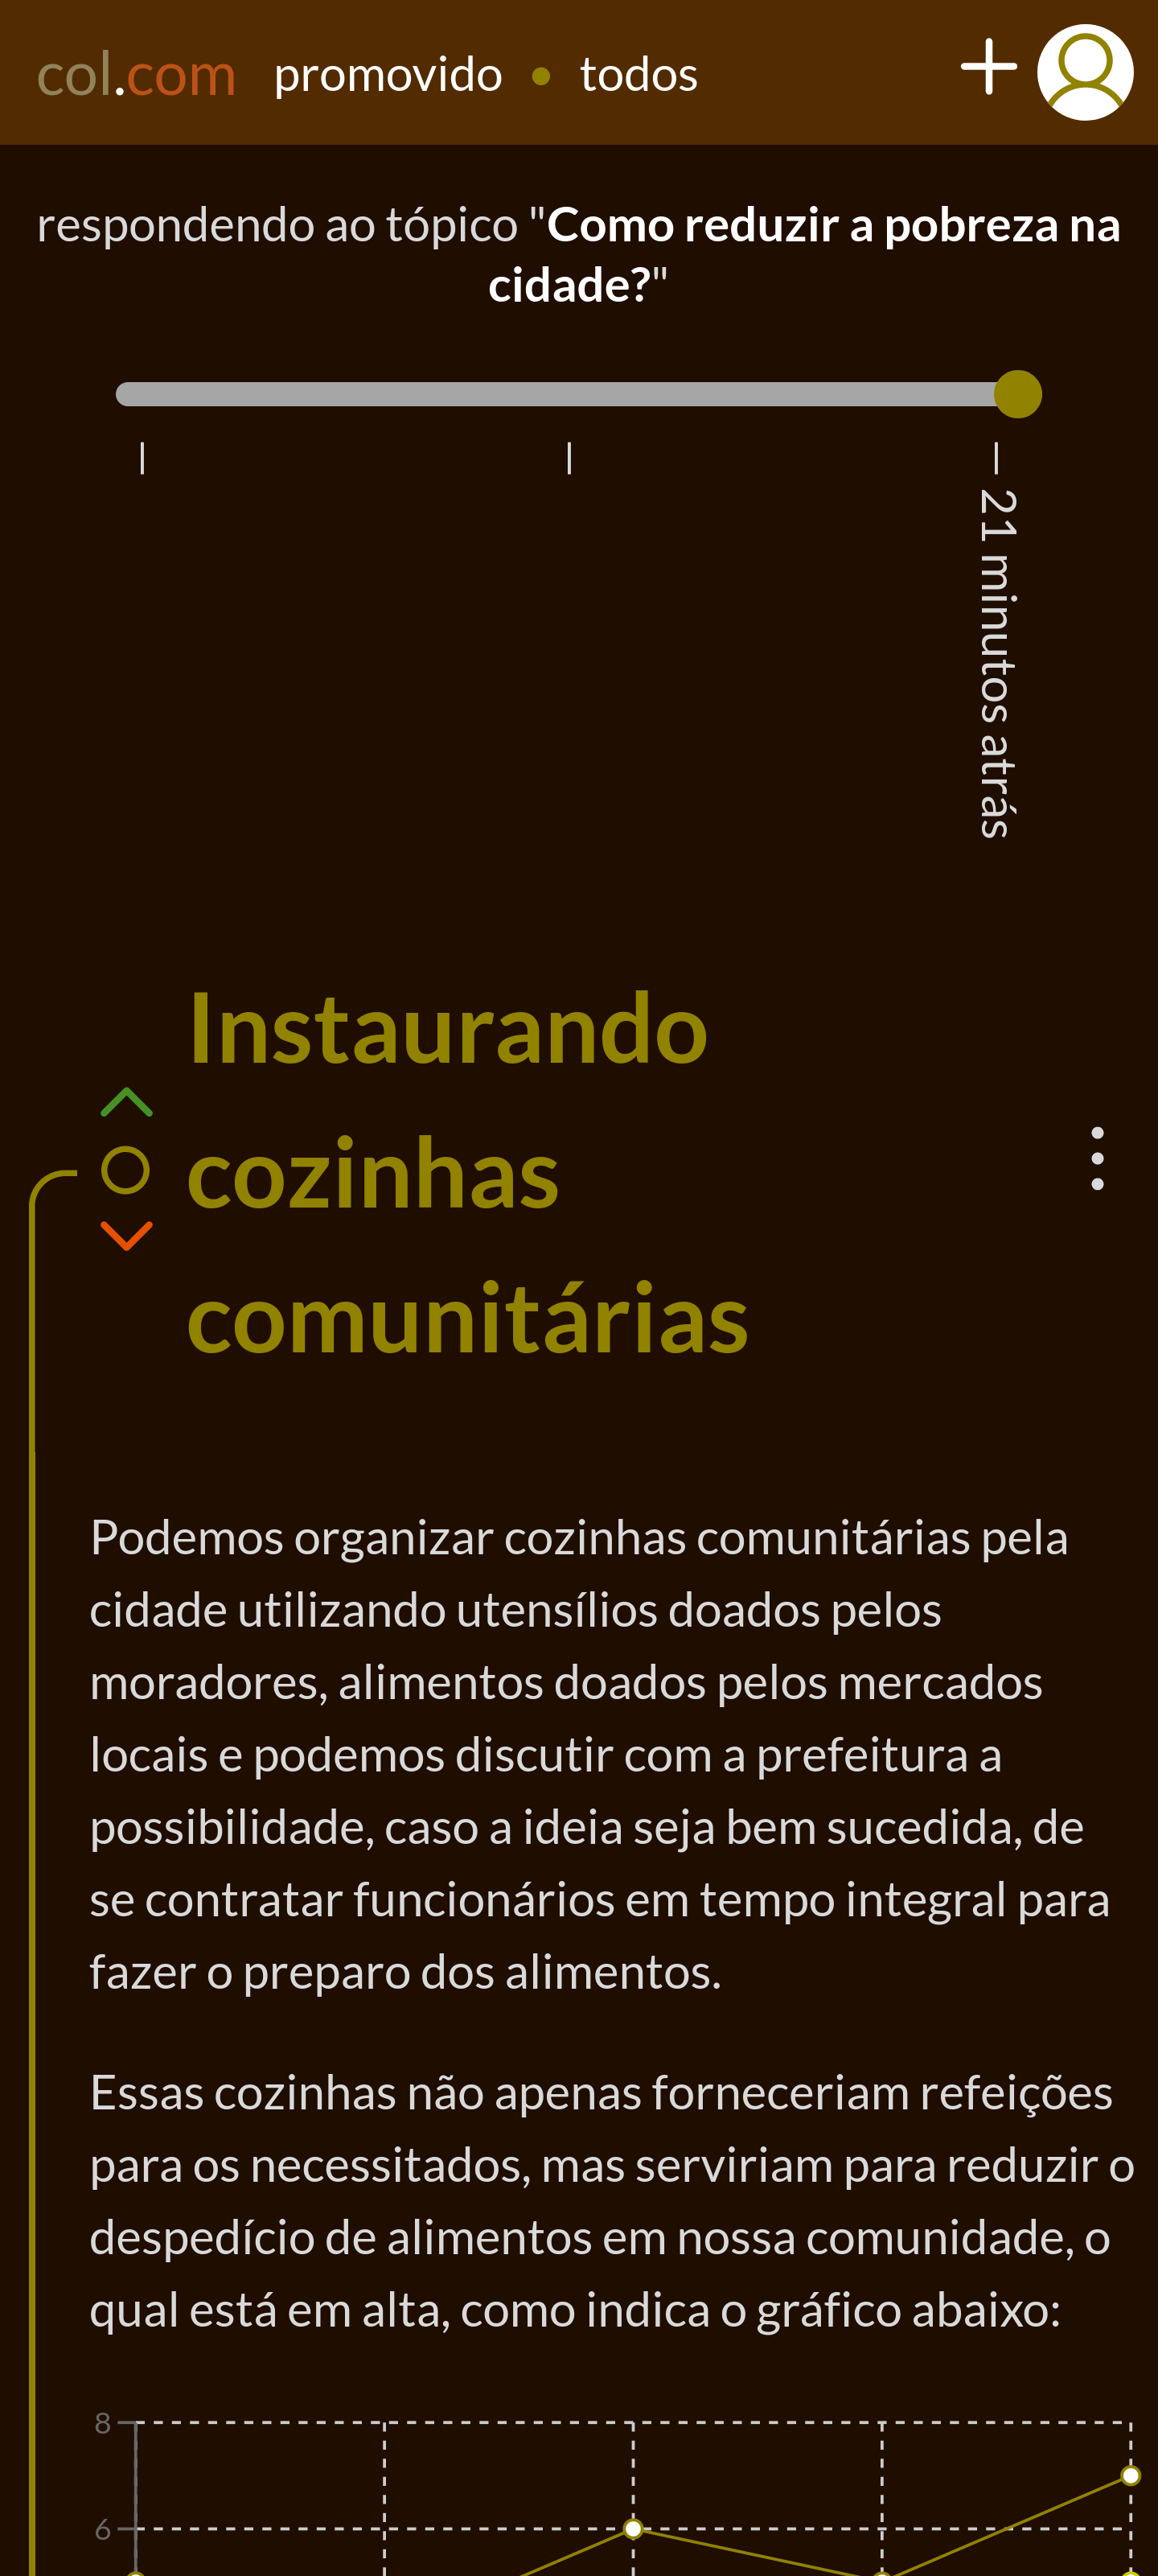 col.com promovido • todos
respondendo ao tópico "Como reduzir a pobreza na
cidade?"
21 minutos atrás
Instaurando
cozinhas
comunitárias
Podemos organizar cozinhas comunitárias pela
cidade utilizando utensílios doados pelos
moradores, alimentos doados pelos mercados
locais e podemos discutir com a prefeitura a
possibilidade, caso a ideia seja bem sucedida, de
se contratar funcionários em tempo integral para
fazer o preparo dos alimentos.
Essas cozinhas não apenas forneceriam refeições
para os necessitados, mas serviriam para reduzir o
despedício de alimentos em nossa comunidade, o
qual está em alta, como indica o gráfico abaixo:
8
6